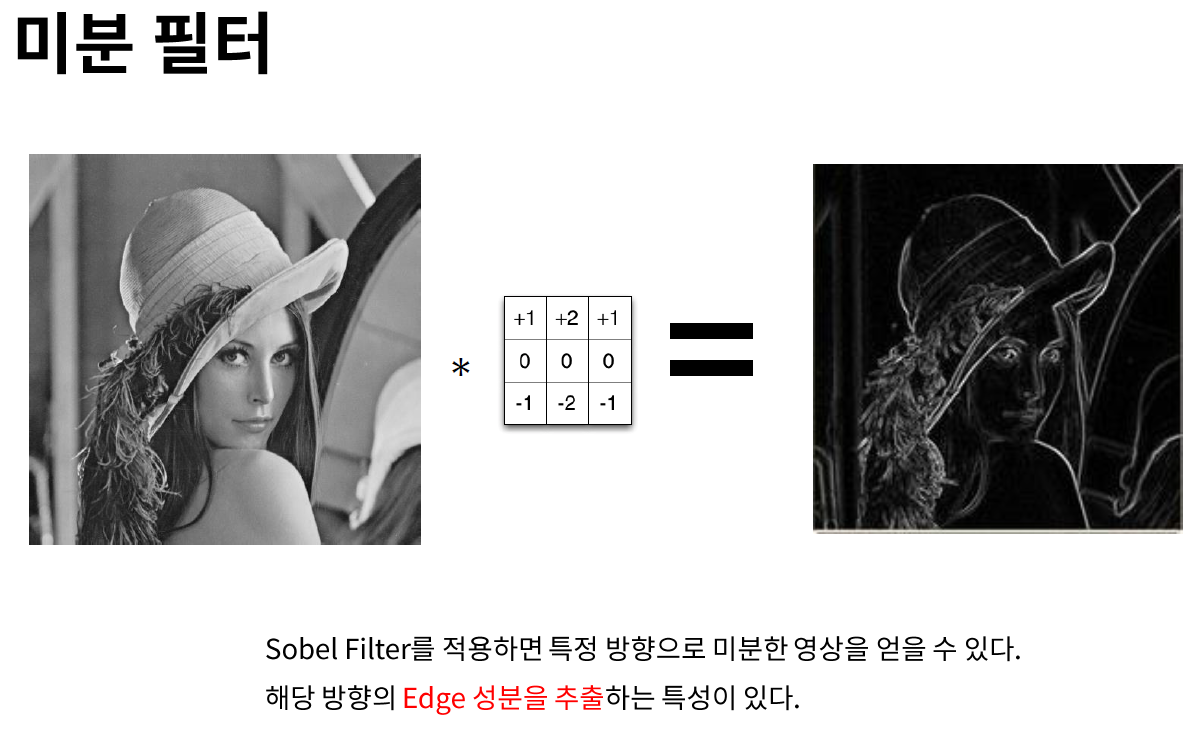 미분 필터
*
+1 +2 +1
0 0 0
-1 -2 -1
Sobel Filter를 적용하면 특정 방향으로 미분한 영상을 얻을 수 있다.
해당 방향의 Edge 성분을 추출하는 특성이 있다.